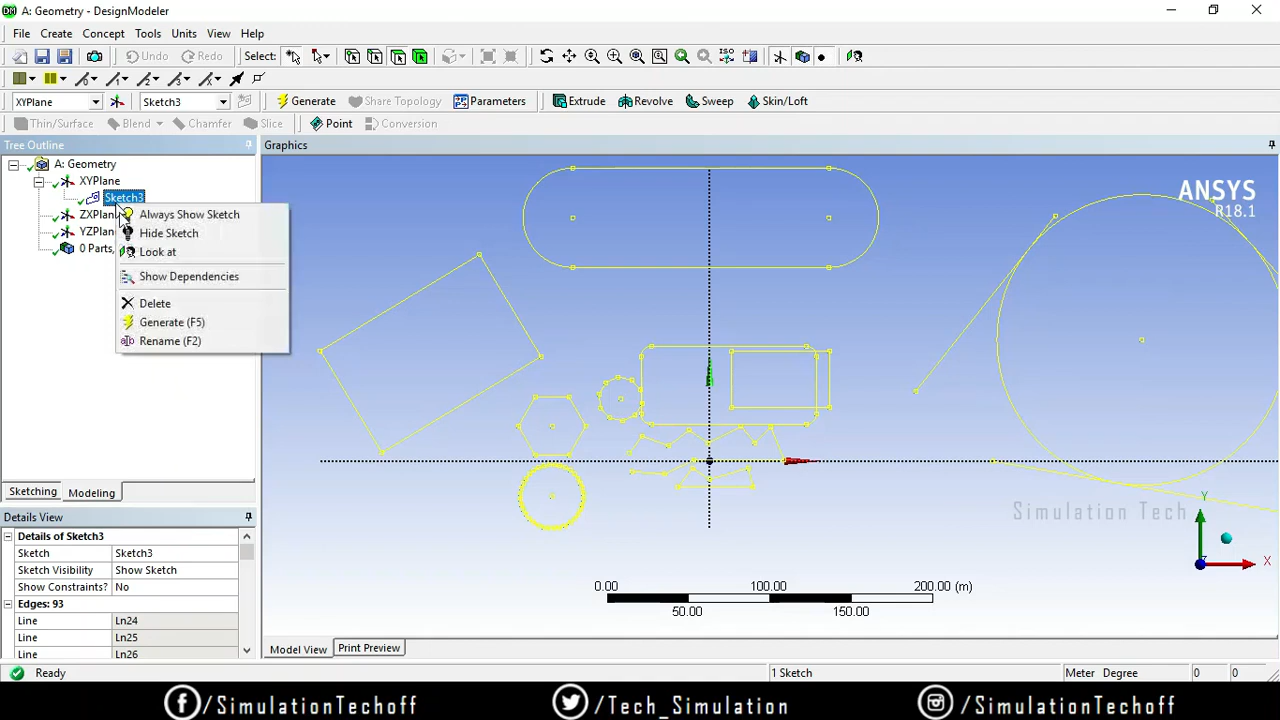 A: Geometry - DesignModeler
File Create Concept Tools Units View Help
Undo Redo Select:
XYPlane Sketch3 Generate Share Topology Parameters Extrude Revolve Sweep Skin/Loft
Thin/Surface Blend Chamfer Slice Point Conversion
Tree Outline
A: Geometry
XYPlane
Sketch3
ZXPlan
YZPlan
0 Parts,
Always Show Sketch
Hide Sketch
Look at
Show Dependencies
Delete
Generate (F5)
Rename (F2)
Sketching Modeling
Details View
Details of Sketch3
Sketch Sketch3
Sketch Visibility Show Sketch
Show Constraints? No
Edges: 93
Line Ln24
Line Ln25
Line Ln26
Graphics
ANSYS
R18.1
Simulation Tech
Y
X
0.00 100.00 200.00 (m)
50.00 150.00
Model View Print Preview
Ready 1 Sketch Meter Degree 0 0
/SimulationTechoff /Tech_Simulation /SimulationTechoff